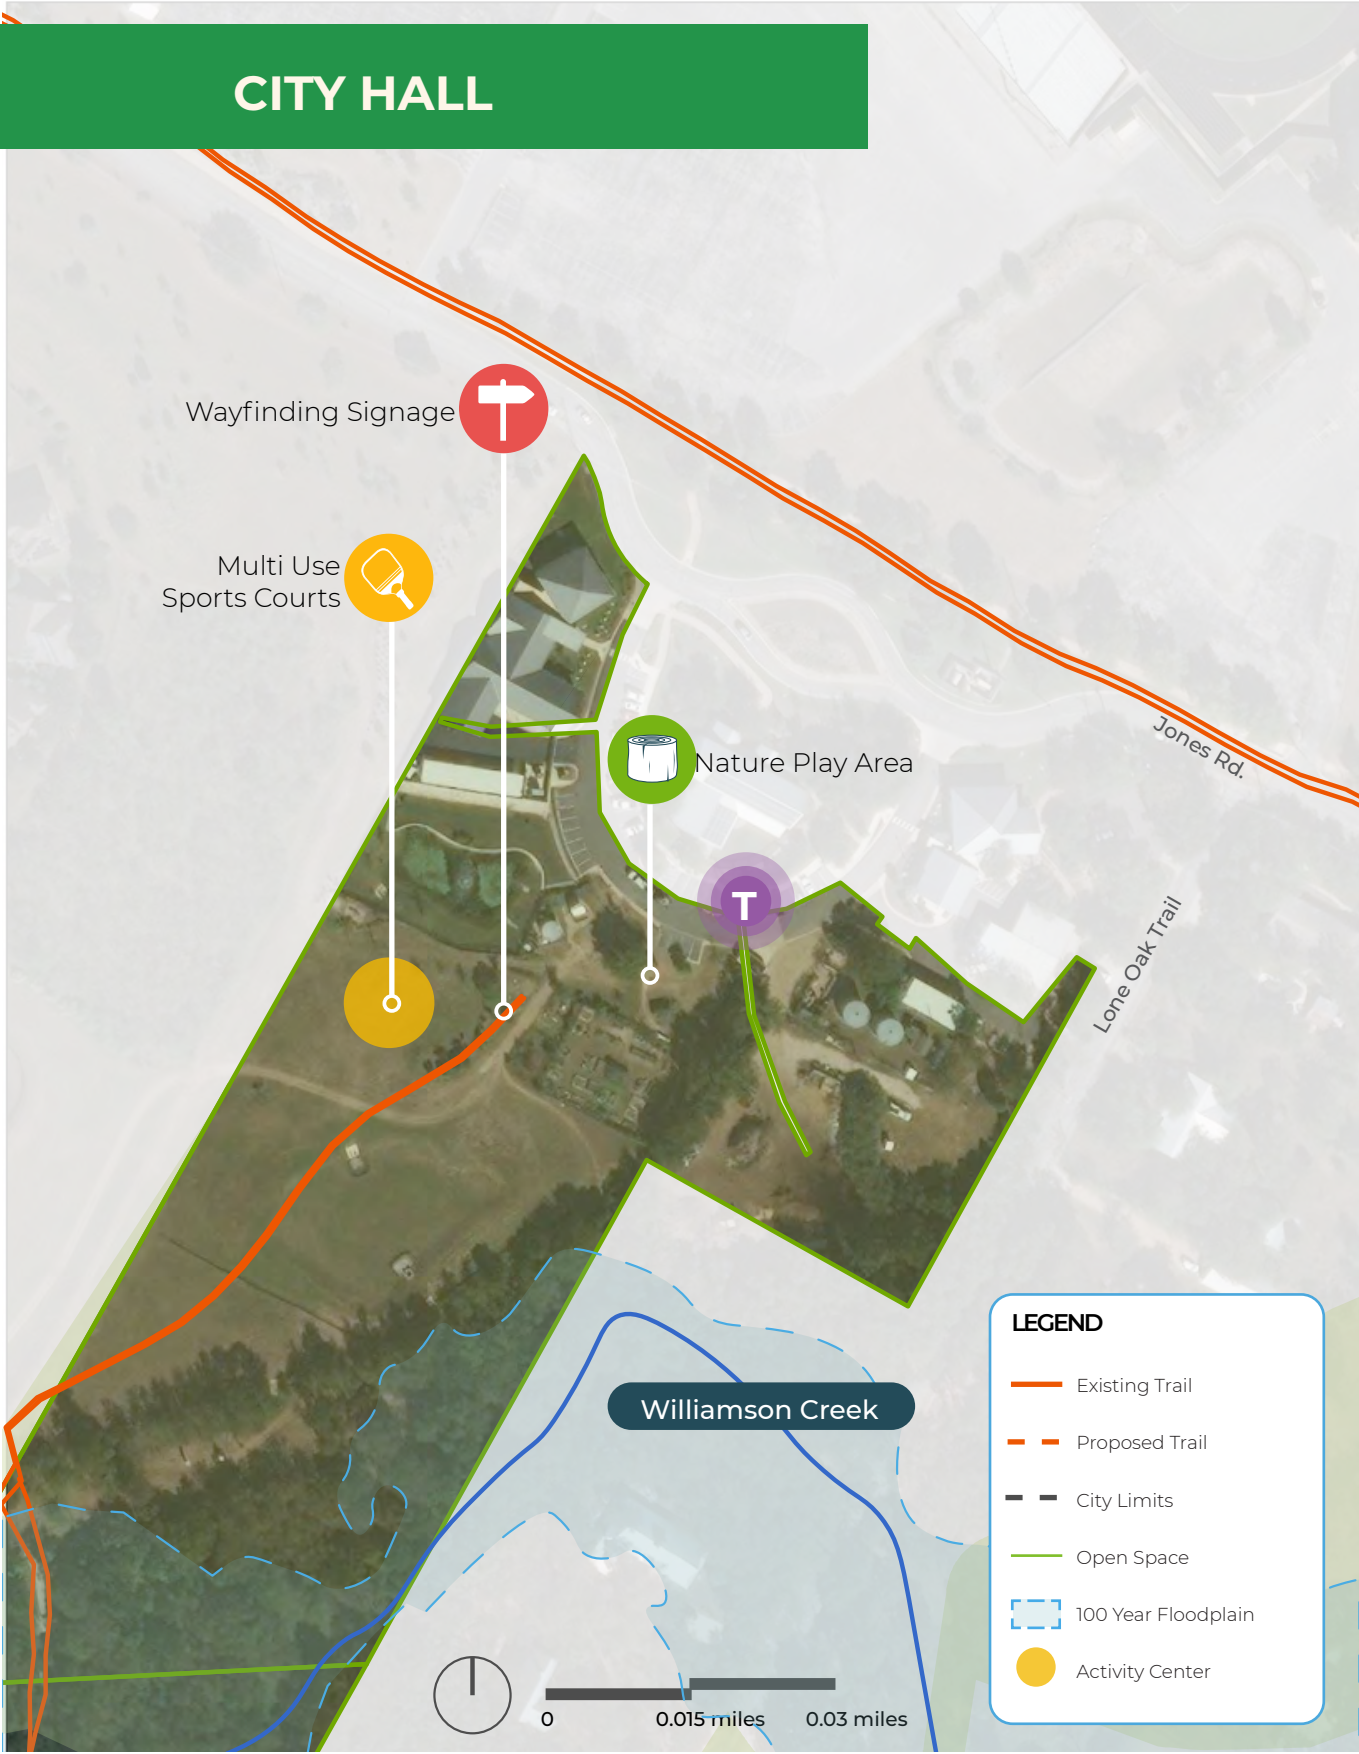 CITY HALL
Wayfinding Signage
Multi Use
Sports Courts
Nature Play Area
Jones Rd.
T
Lone Oak Trail
Williamson Creek
LEGEND
Existing Trail
Proposed Trail
City Limits
Open Space
100 Year Floodplain
Activity Center
0
0.015 miles
0.03 miles